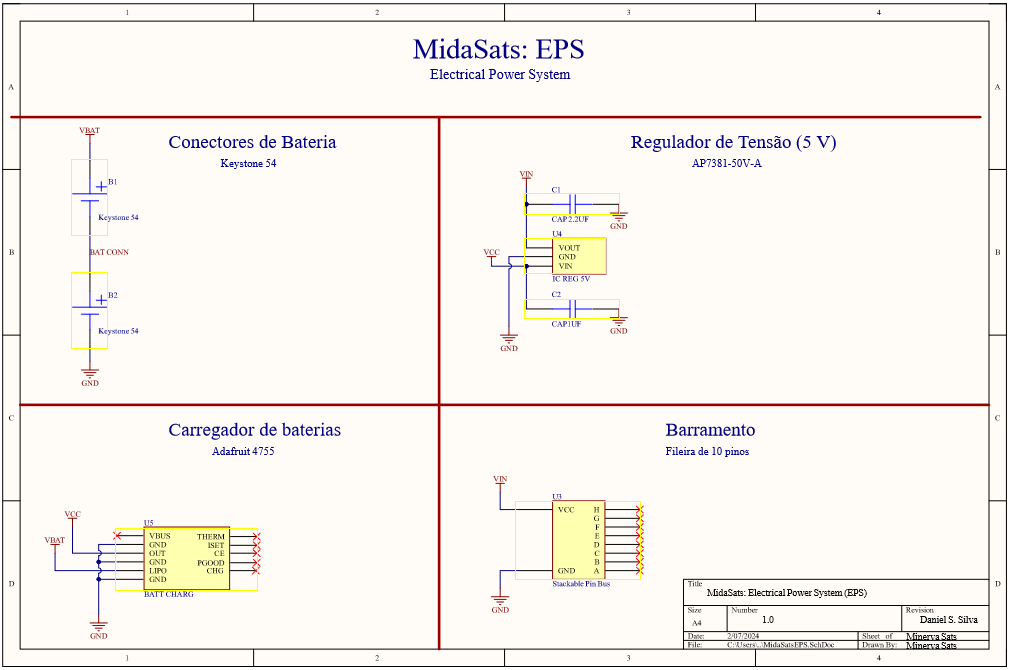 1 2 3 4
MidaSats: EPS
Electrical Power System
A A
Conectores de Bateria
Keystone 54
VBAT
B1
Keystone 54
BAT CONN
B2
Keystone 54
GND
Regulador de Tensão (5 V)
AP7381-50V-A
VIN
C1
CAP 2.2UF
GND
U4
VCC
VOUT
GND
VIN
IC REG 5V
C2
CAP 1UF
GND
GND
B B
C C
Carregador de baterias
Adafruit 4755
VCC
VBAT
U5
VBUS THERM
GND ISET
OUT CE
GND PGOOD
LIPO CHG
GND
BATT CHARG
GND
Barramento
Fileira de 10 pinos
VIN
U3
VCC H
G
F
E
D
C
B
GND A
Stackable Pin Bus
GND
D D
Title
MidaSats: Electrical Power System (EPS)
Size Number Revision
A4 1.0 Daniel S. Silva
Date: 2/07/2024 Sheet of Minerva Sats
File: C:\Users\..\MidaSatsEPS.SchDoc Drawn By: Minerva Sats
1 2 3 4